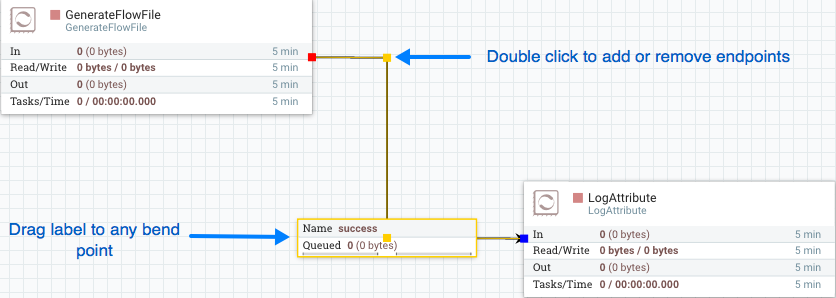 GenerateFlowFile
GenerateFlowFile
In 0 (0 bytes) 5 min
Read/Write 0 bytes / 0 bytes 5 min
Out 0 (0 bytes) 5 min
Tasks/Time 0 / 00:00:00.000 5 min
Double click to add or remove endpoints
Drag label to any bend
point
Name success
Queued 0 (0 bytes)
LogAttribute
LogAttribute
In 0 (0 bytes) 5 min
Read/Write 0 bytes / 0 bytes 5 min
Out 0 (0 bytes) 5 min
Tasks/Time 0 / 00:00:00.000 5 min